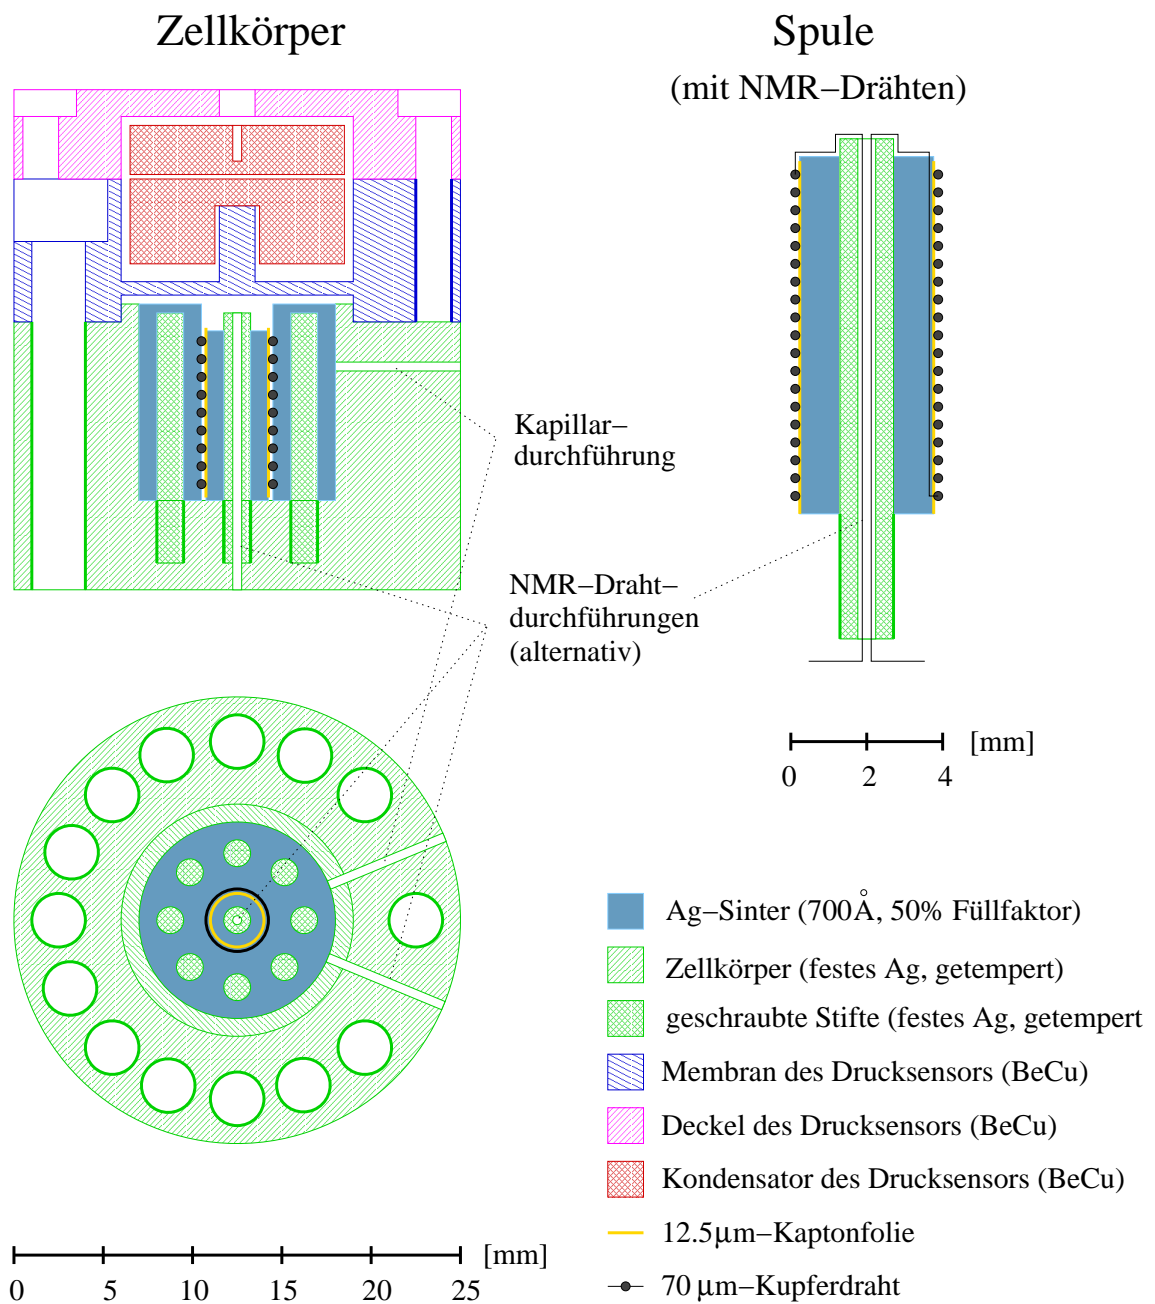 Zellkörper
Spule
(mit NMR–Drähten)
Kapillar–
durchführung
NMR–Draht–
durchführungen
(alternativ)
[mm]
0 2 4
Ag–Sinter (700Å, 50% Füllfaktor)
Zellkörper (festes Ag, getempert)
geschraubte Stifte (festes Ag, getempert
Membran des Drucksensors (BeCu)
Deckel des Drucksensors (BeCu)
Kondensator des Drucksensors (BeCu)
12.5µm–Kaptonfolie
70 µm–Kupferdraht
[mm]
0 5 10 15 20 25